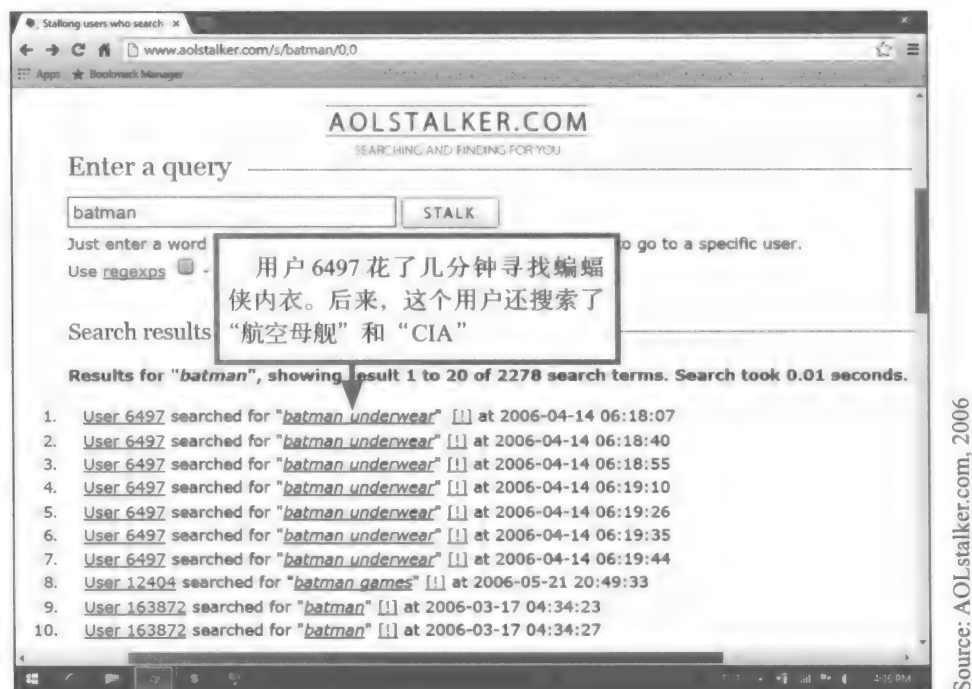 Stalking users who search ×
www.aolstalker.com/s/batman/0,0
Apps Bookmark Manager
AOLSTALKER.COM
SEARCHING AND FINDING FOR YOU
Enter a query
batman STALK
Just enter a word to go to a specific user.
Use regexps -
用户 6497 花了几分钟寻找蝙蝠
侠内衣。后来，这个用户还搜索了
“航空母舰”和“CIA”
Search results
Results for "batman", showing result 1 to 20 of 2278 search terms. Search took 0.01 seconds.
1. User 6497 searched for "batman underwear" [!] at 2006-04-14 06:18:07
2. User 6497 searched for "batman underwear" [!] at 2006-04-14 06:18:40
3. User 6497 searched for "batman underwear" [!] at 2006-04-14 06:18:55
4. User 6497 searched for "batman underwear" [!] at 2006-04-14 06:19:10
5. User 6497 searched for "batman underwear" [!] at 2006-04-14 06:19:26
6. User 6497 searched for "batman underwear" [!] at 2006-04-14 06:19:35
7. User 6497 searched for "batman underwear" [!] at 2006-04-14 06:19:44
8. User 12404 searched for "batman games" [!] at 2006-05-21 20:49:33
9. User 163872 searched for "batman" [!] at 2006-03-17 04:34:23
10. User 163872 searched for "batman" [!] at 2006-03-17 04:34:27
4:36 PM
Source: AOLstalker.com, 2006